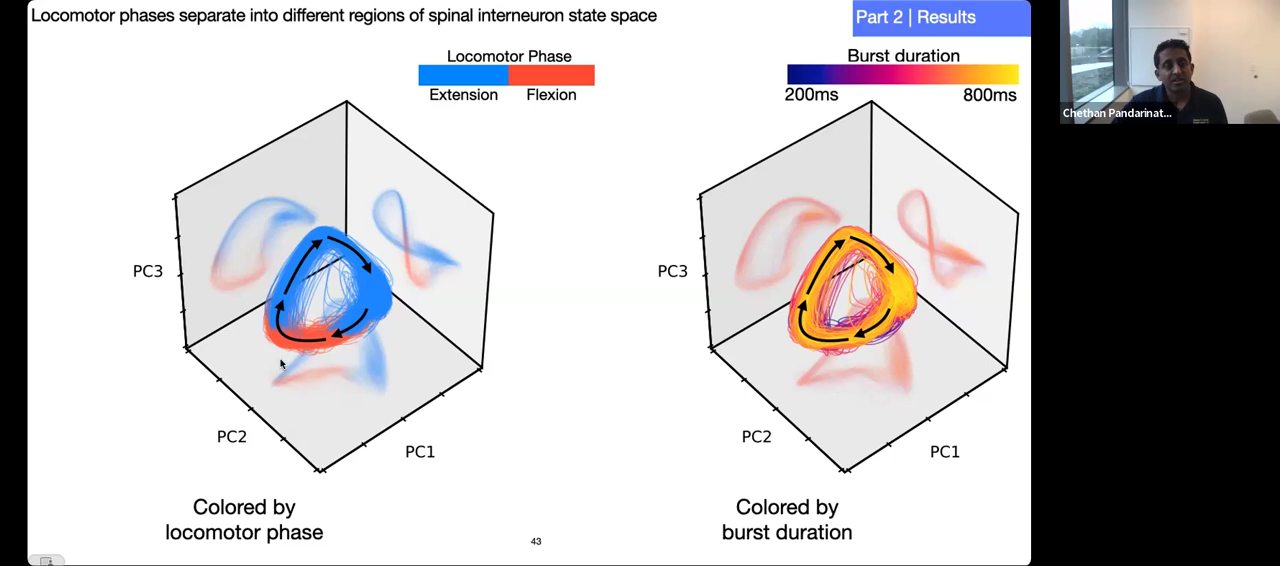 Locomotor phases separate into different regions of spinal interneuron state space
Part 2 | Results
Locomotor Phase
Extension
Flexion
Burst duration
200ms
800ms
Chethan Pandarinat...
PC3
PC2
PC1
PC3
PC2
PC1
Colored by
locomotor phase
Colored by
burst duration
43